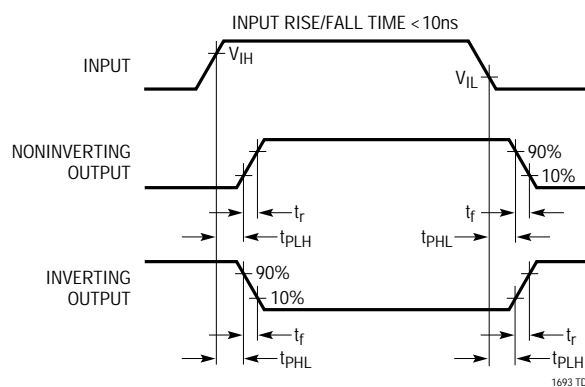 INPUT RISE/FALL TIME <10ns
INPUT
VIH
VIL
NONINVERTING
OUTPUT
90%
10%
tr
tf
tPLH
tPHL
INVERTING
OUTPUT
90%
10%
tf
tr
tPHL
tPLH
1693 TD